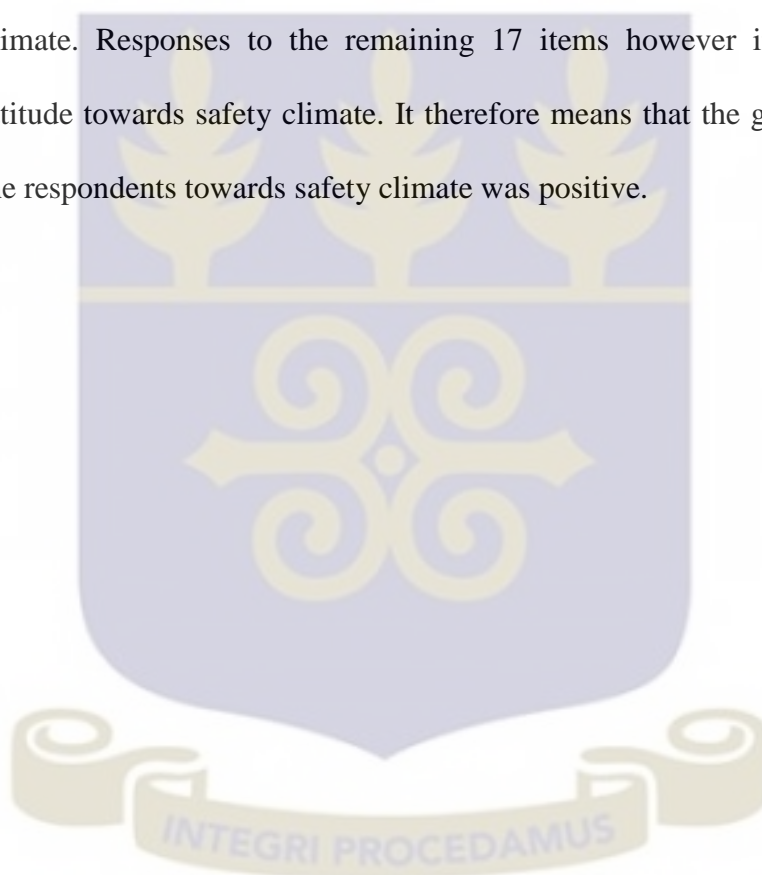 imate. Responses to the remaining 17 items however i
titude towards safety climate. It therefore means that the g
e respondents towards safety climate was positive.
INTEGRI PROCEDAMUS